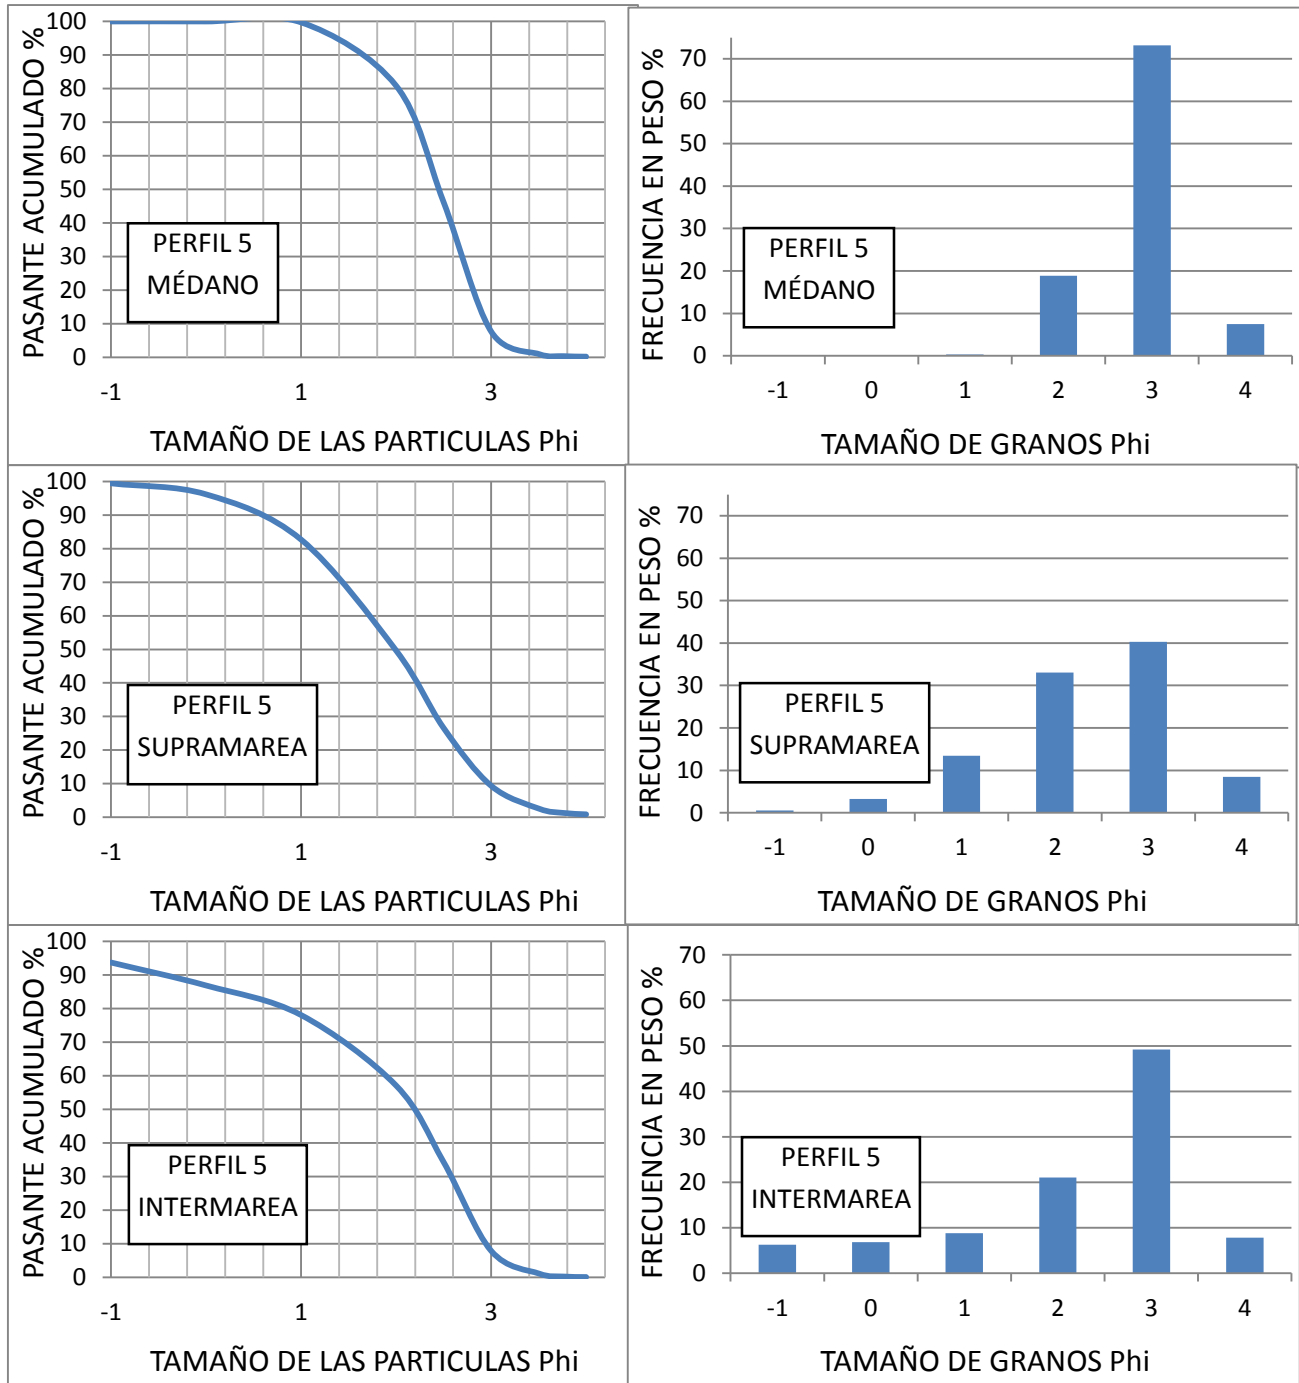 PASANTE ACUMULADO %
100
90
80
70
60
50
40
30
20
10
0
-1 1 3
PERFIL 5
MÉDANO
TAMAÑO DE LAS PARTICULAS Phi
FRECUENCIA EN PESO %
70
60
50
40
30
20
10
0
-1 0 1 2 3 4
PERFIL 5
MÉDANO
TAMAÑO DE GRANOS Phi
PASANTE ACUMULADO %
100
90
80
70
60
50
40
30
20
10
0
-1 1 3
PERFIL 5
SUPRAMAREA
TAMAÑO DE LAS PARTICULAS Phi
FRECUENCIA EN PESO %
70
60
50
40
30
20
10
0
-1 0 1 2 3 4
PERFIL 5
SUPRAMAREA
TAMAÑO DE GRANOS Phi
PASANTE ACUMULADO %
100
90
80
70
60
50
40
30
20
10
0
-1 1 3
PERFIL 5
INTERMAREA
TAMAÑO DE LAS PARTICULAS Phi
FRECUENCIA EN PESO %
70
60
50
40
30
20
10
0
-1 0 1 2 3 4
PERFIL 5
INTERMAREA
TAMAÑO DE GRANOS Phi